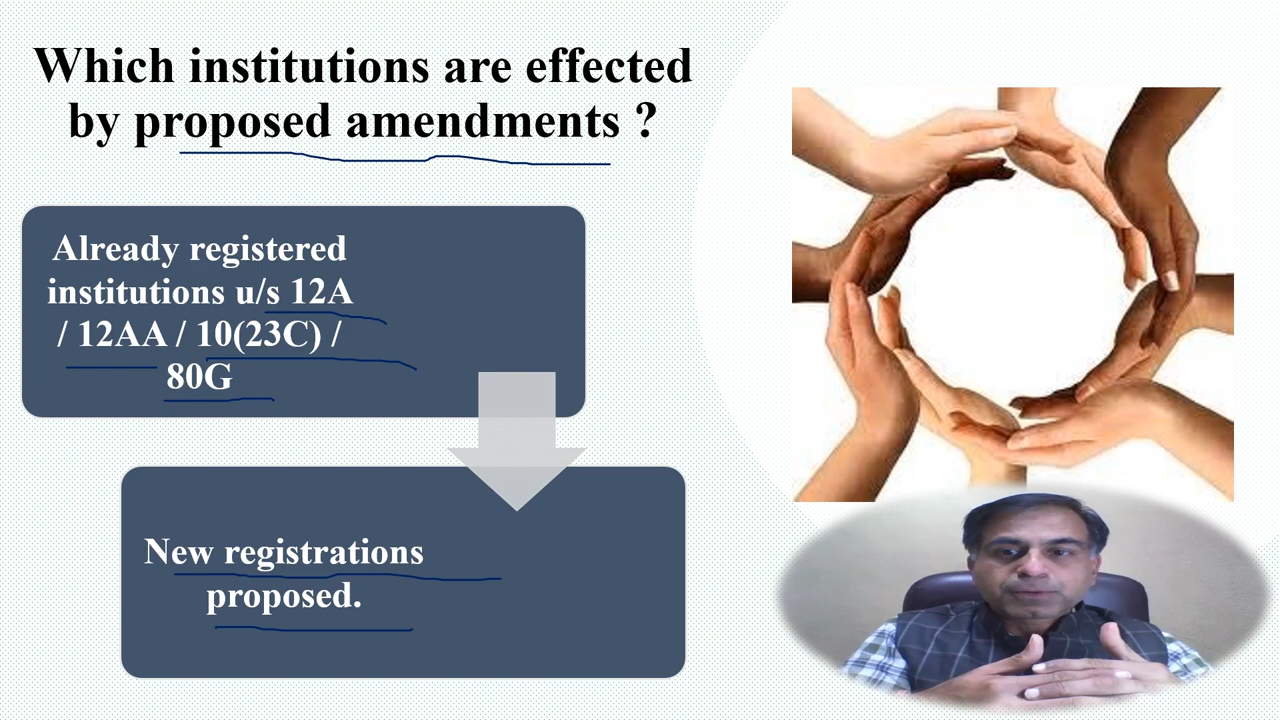 Which institutions are effected
by proposed amendments ?
Already registered
institutions u/s 12A
/ 12AA / 10(23C) /
80G
New registrations
proposed.